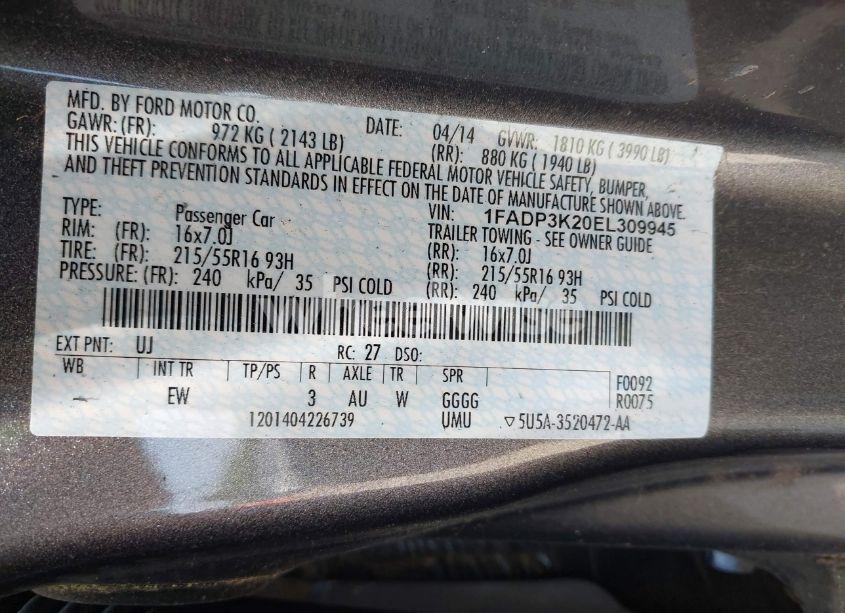 MFD. BY FORD MOTOR CO.
DATE: 04/14 GVWR: 1810 KG ( 3990 LB)
GAWR: (FR): 972 KG ( 2143 LB) (RR): 880 KG ( 1940 LB)
THIS VEHICLE CONFORMS TO ALL APPLICABLE FEDERAL MOTOR VEHICLE SAFETY, BUMPER,
AND THEFT PREVENTION STANDARDS IN EFFECT ON THE DATE OF MANUFACTURE SHOWN ABOVE.
VIN: 1FADP3K20EL309945
TYPE: Passenger Car TRAILER TOWING - SEE OWNER GUIDE
RIM: (FR): 16x7.0J (RR): 16x7.0J
TIRE: (FR): 215/55R16 93H (RR): 215/55R16 93H
PRESSURE: (FR): 240 kPa/ 35 PSI COLD (RR): 240 kPa/ 35 PSI COLD
EXT PNT: UJ RC: 27 DSO:
WB INT TR TP/PS R AXLE TR SPR F0092
- EW 3 AU W GGGG R0075
1201404226739 UMU ▽5U5A-3520472-AA